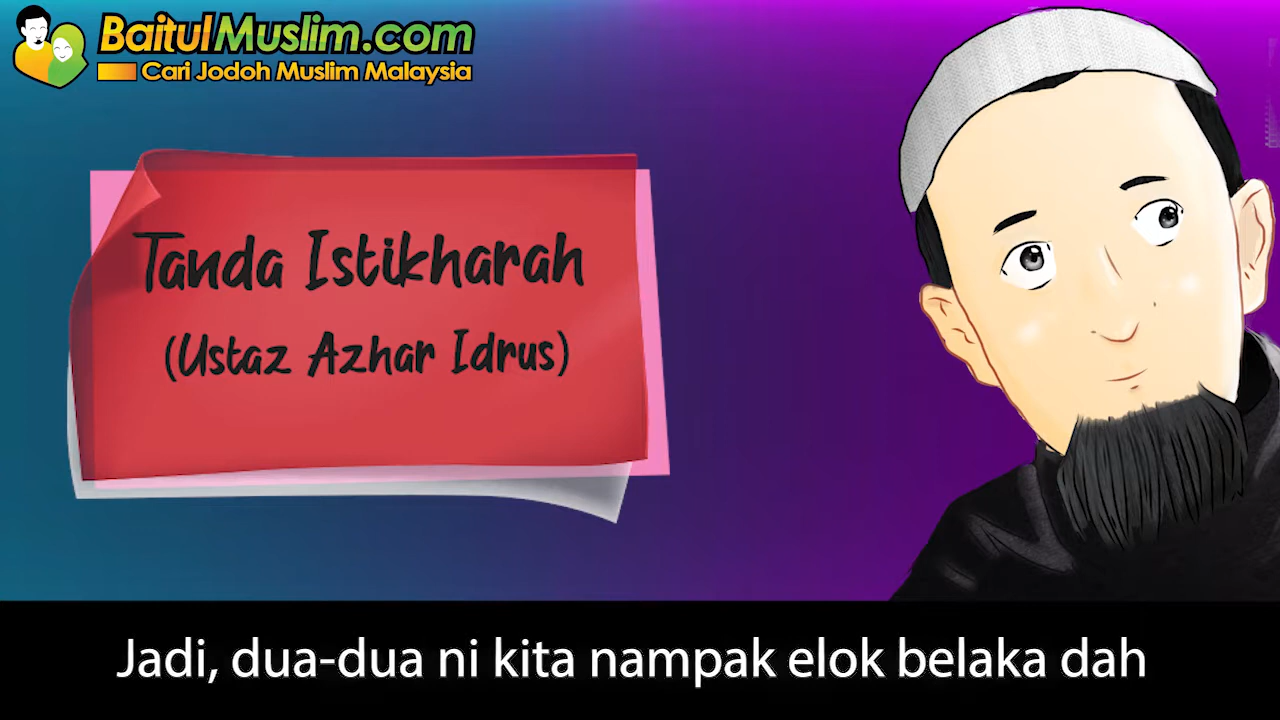 BaitulMuslim.com
Cari Jodoh Muslim Malaysia
Tanda Istikharah
(Ustaz Azhar Idrus)
Jadi, dua-dua ni kita nampak elok belaka dah